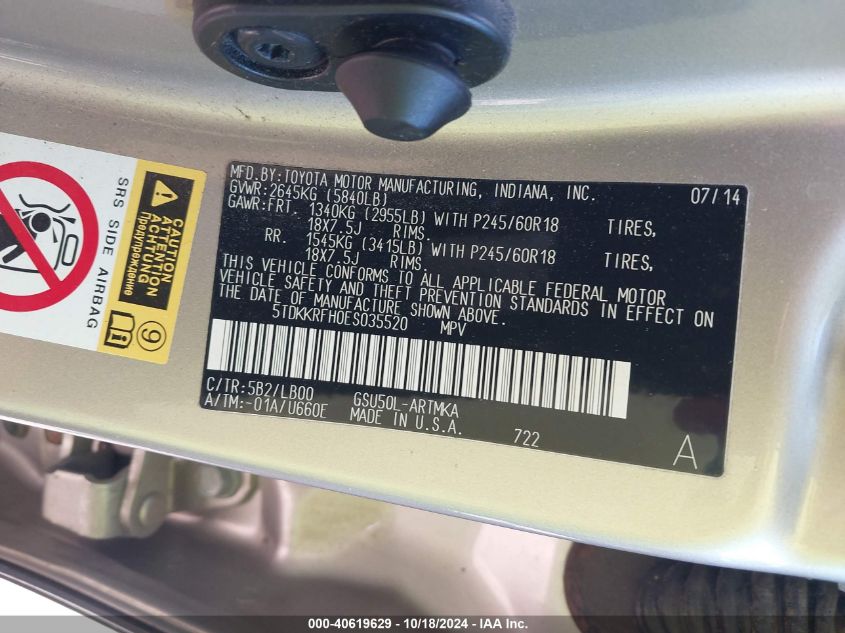 MFD.BY:TOYOTA MOTOR MANUFACTURING, INDIANA, INC. 07/14
GVWR:2645KG (5840LB)
GAWR:FRT. 1340KG (2955LB) WITH P245/60R18 TIRES,
18X7.5J RIMS.
RR. 1545KG (3415LB) WITH P245/60R18 TIRES,
18X7.5J RIMS.
THIS VEHICLE CONFORMS TO ALL APPLICABLE FEDERAL MOTOR
VEHICLE SAFETY AND THEFT PREVENTION STANDARDS IN EFFECT ON
THE DATE OF MANUFACTURE SHOWN ABOVE.
5TDKKRFH0ES035520 MPV
C/TR:5B2/LB00 GSU50L-ARTMKA
A/TM:-01A/U660E MADE IN U.S.A.
722
A
SRS SIDE AIRBAG
CAUTION
ATTENTION
ACHTUNG
Предупреждение
9
000-40619629 - 10/18/2024 - IAA Inc.